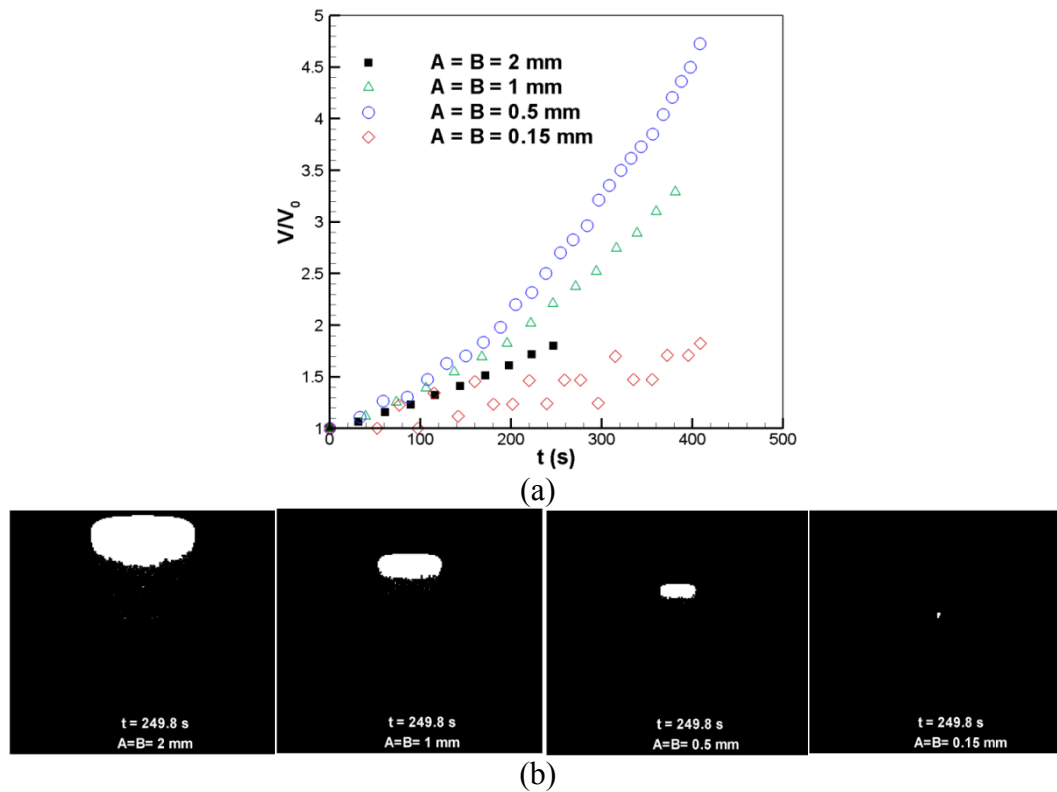 5
4.5
4
3.5
3
2.5
2
1.5
1
V/V0
A = B = 2 mm
A = B = 1 mm
A = B = 0.5 mm
A = B = 0.15 mm
0 100 200 300 400 500
t (s)
(a)
t = 249.8 s
A=B= 2 mm
t = 249.8 s
A=B= 1 mm
t = 249.8 s
A=B= 0.5 mm
t = 249.8 s
A=B= 0.15 mm
(b)